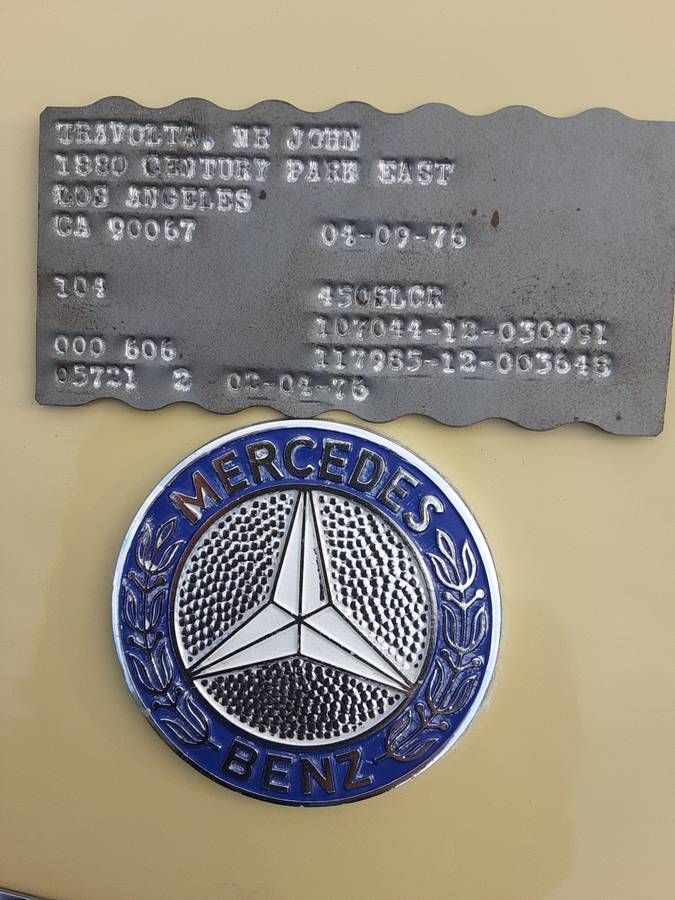 TRAVOLTA, MR JOHN
1880 CENTURY PARK EAST
LOS ANGELES
CA 90067 04-09-76
104 450SLCR
107044-12-030991
000 606 117985-12-003648
05721 2 02-04-76
MERCEDES
BENZ